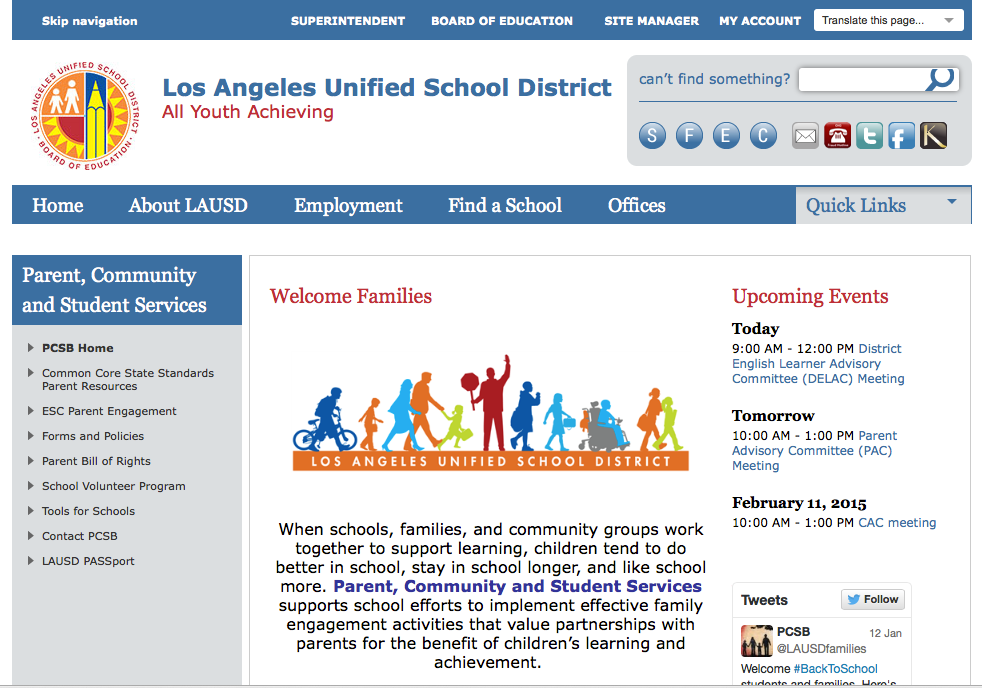 Skip navigation
SUPERINTENDENT
BOARD OF EDUCATION
SITE MANAGER
MY ACCOUNT
Translate this page...
LOS ANGELES UNIFIED SCHOOL DISTRICT
BOARD OF EDUCATION
Los Angeles Unified School District
All Youth Achieving
can't find something?
S F E C
K
Home
About LAUSD
Employment
Find a School
Offices
Quick Links
Parent, Community
and Student Services
PCSB Home
Common Core State Standards
Parent Resources
ESC Parent Engagement
Forms and Policies
Parent Bill of Rights
School Volunteer Program
Tools for Schools
Contact PCSB
LAUSD PASSport
Welcome Families
LOS ANGELES UNIFIED SCHOOL DISTRICT
When schools, families, and community groups work
together to support learning, children tend to do
better in school, stay in school longer, and like school
more. Parent, Community and Student Services
supports school efforts to implement effective family
engagement activities that value partnerships with
parents for the benefit of children’s learning and
achievement.
Upcoming Events
Today
9:00 AM - 12:00 PM District
English Learner Advisory
Committee (DELAC) Meeting
Tomorrow
10:00 AM - 1:00 PM Parent
Advisory Committee (PAC)
Meeting
February 11, 2015
10:00 AM - 1:00 PM CAC meeting
Tweets
Follow
PCSB
12 Jan
@LAUSDfamilies
Welcome #BackToSchool
students and families. Here's